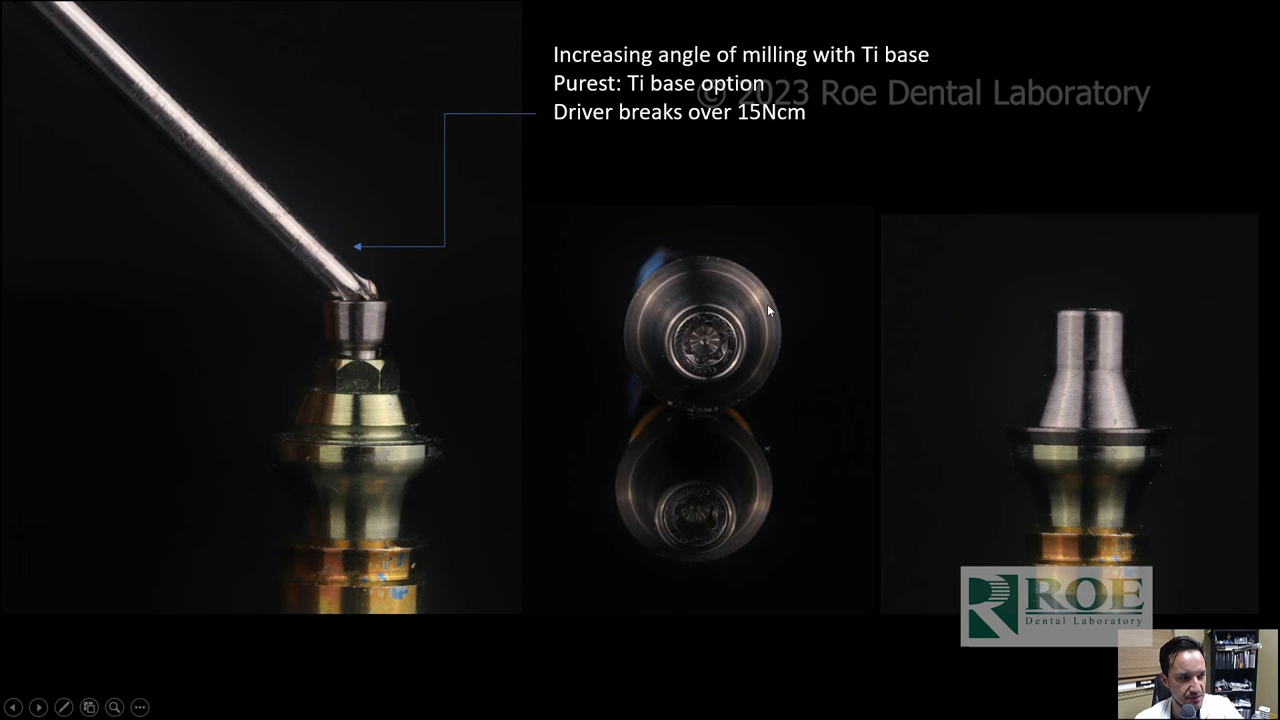 Increasing angle of milling with Ti base
Purest: Ti base option
© 2023 Roe Dental Laboratory
Driver breaks over 15Ncm
R ROE
Dental Laboratory